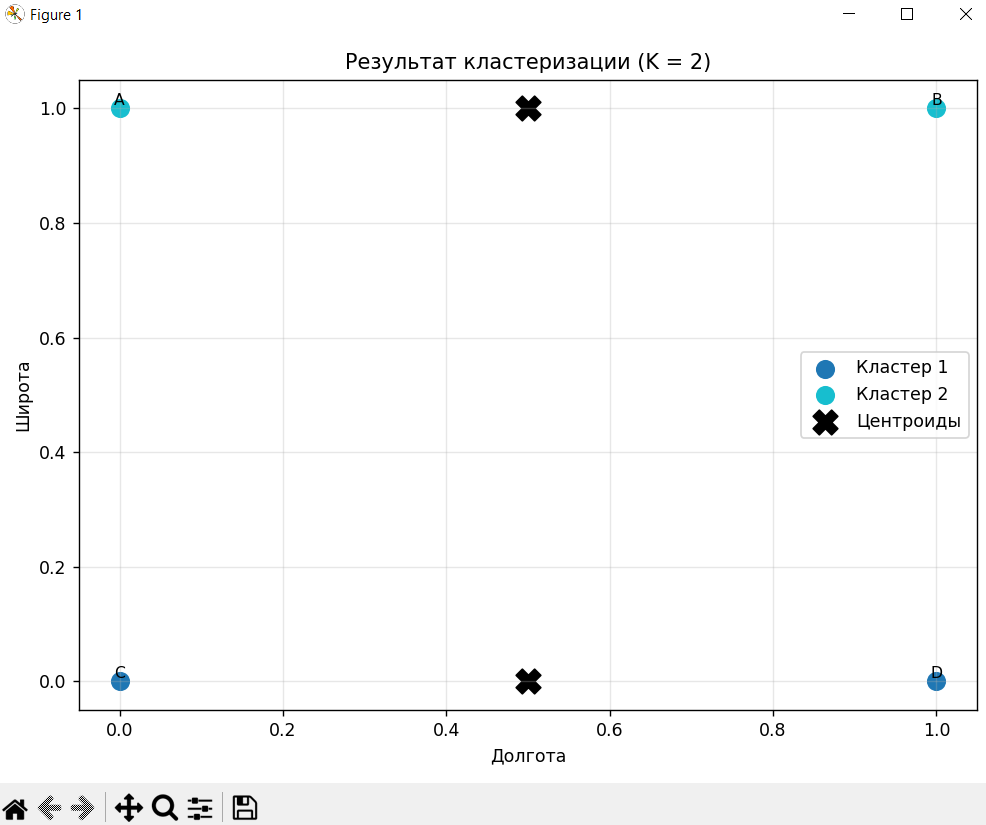 Figure 1
Результат кластеризации (K = 2)
A
B
1.0
0.8
0.6
0.4
0.2
0.0
Широта
Кластер 1
Кластер 2
Центроиды
C
D
0.0
0.2
0.4
0.6
0.8
1.0
Долгота